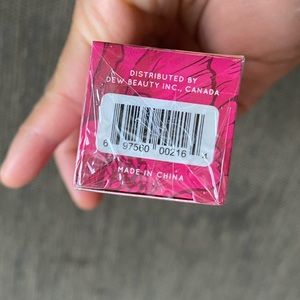 DISTRIBUTED BY
DEW BEAUTY INC., CANADA
6 97560 00216
MADE IN CHINA